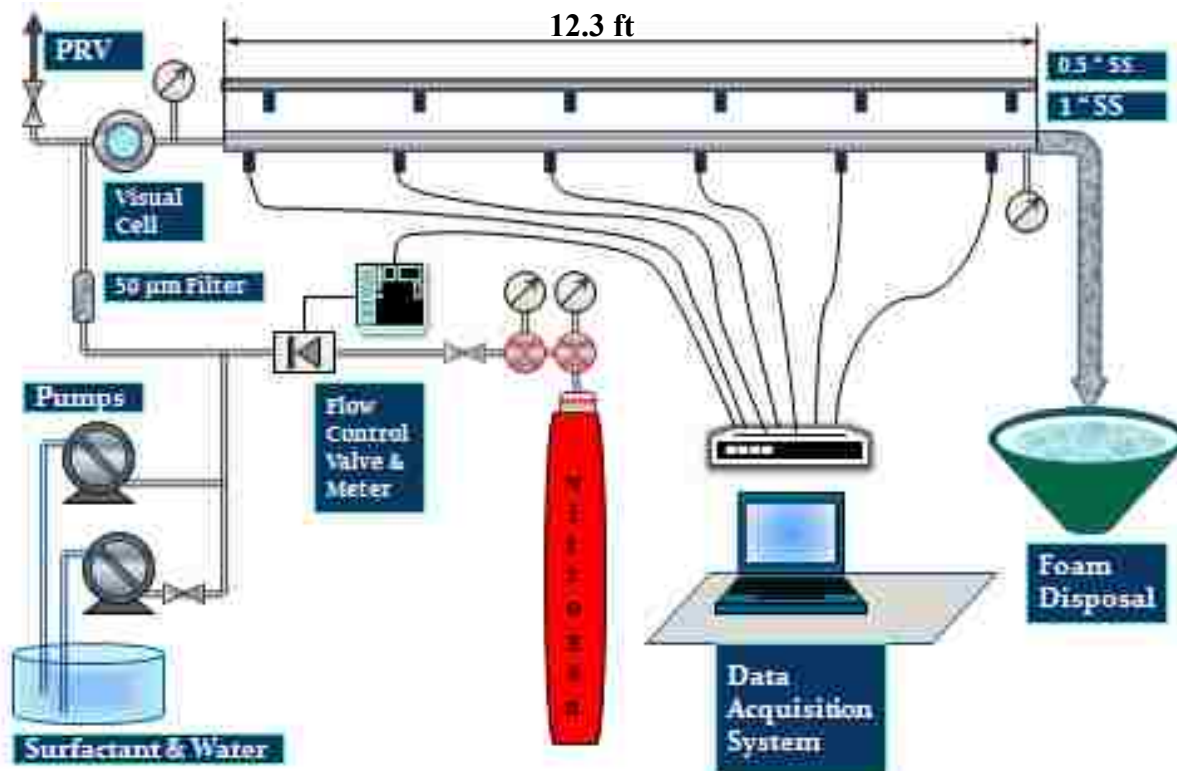 12.3 ft
PRV
0.5 " SS
1 " SS
Visual
Cell
50 µm Filter
Pumps
Flow
Control
Valve &
Meter
NITROGEN
Foam
Disposal
Data
Acquisition
System
Surfactant & Water